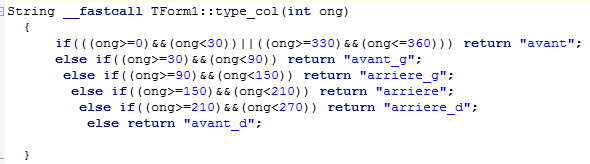 String __fastcall TForm1::type_col(int ong)
{
if(((ong>=0)&&(ong<30))||((ong>=330)&&(ong<=360))) return "avant";
else if((ong>=30)&&(ong<90)) return "avant_g";
else if((ong>=90)&&(ong<150)) return "arriere_g";
else if((ong>=150)&&(ong<210)) return "arriere";
else if((ong>=210)&&(ong<270)) return "arriere_d";
else return "avant_d";
}